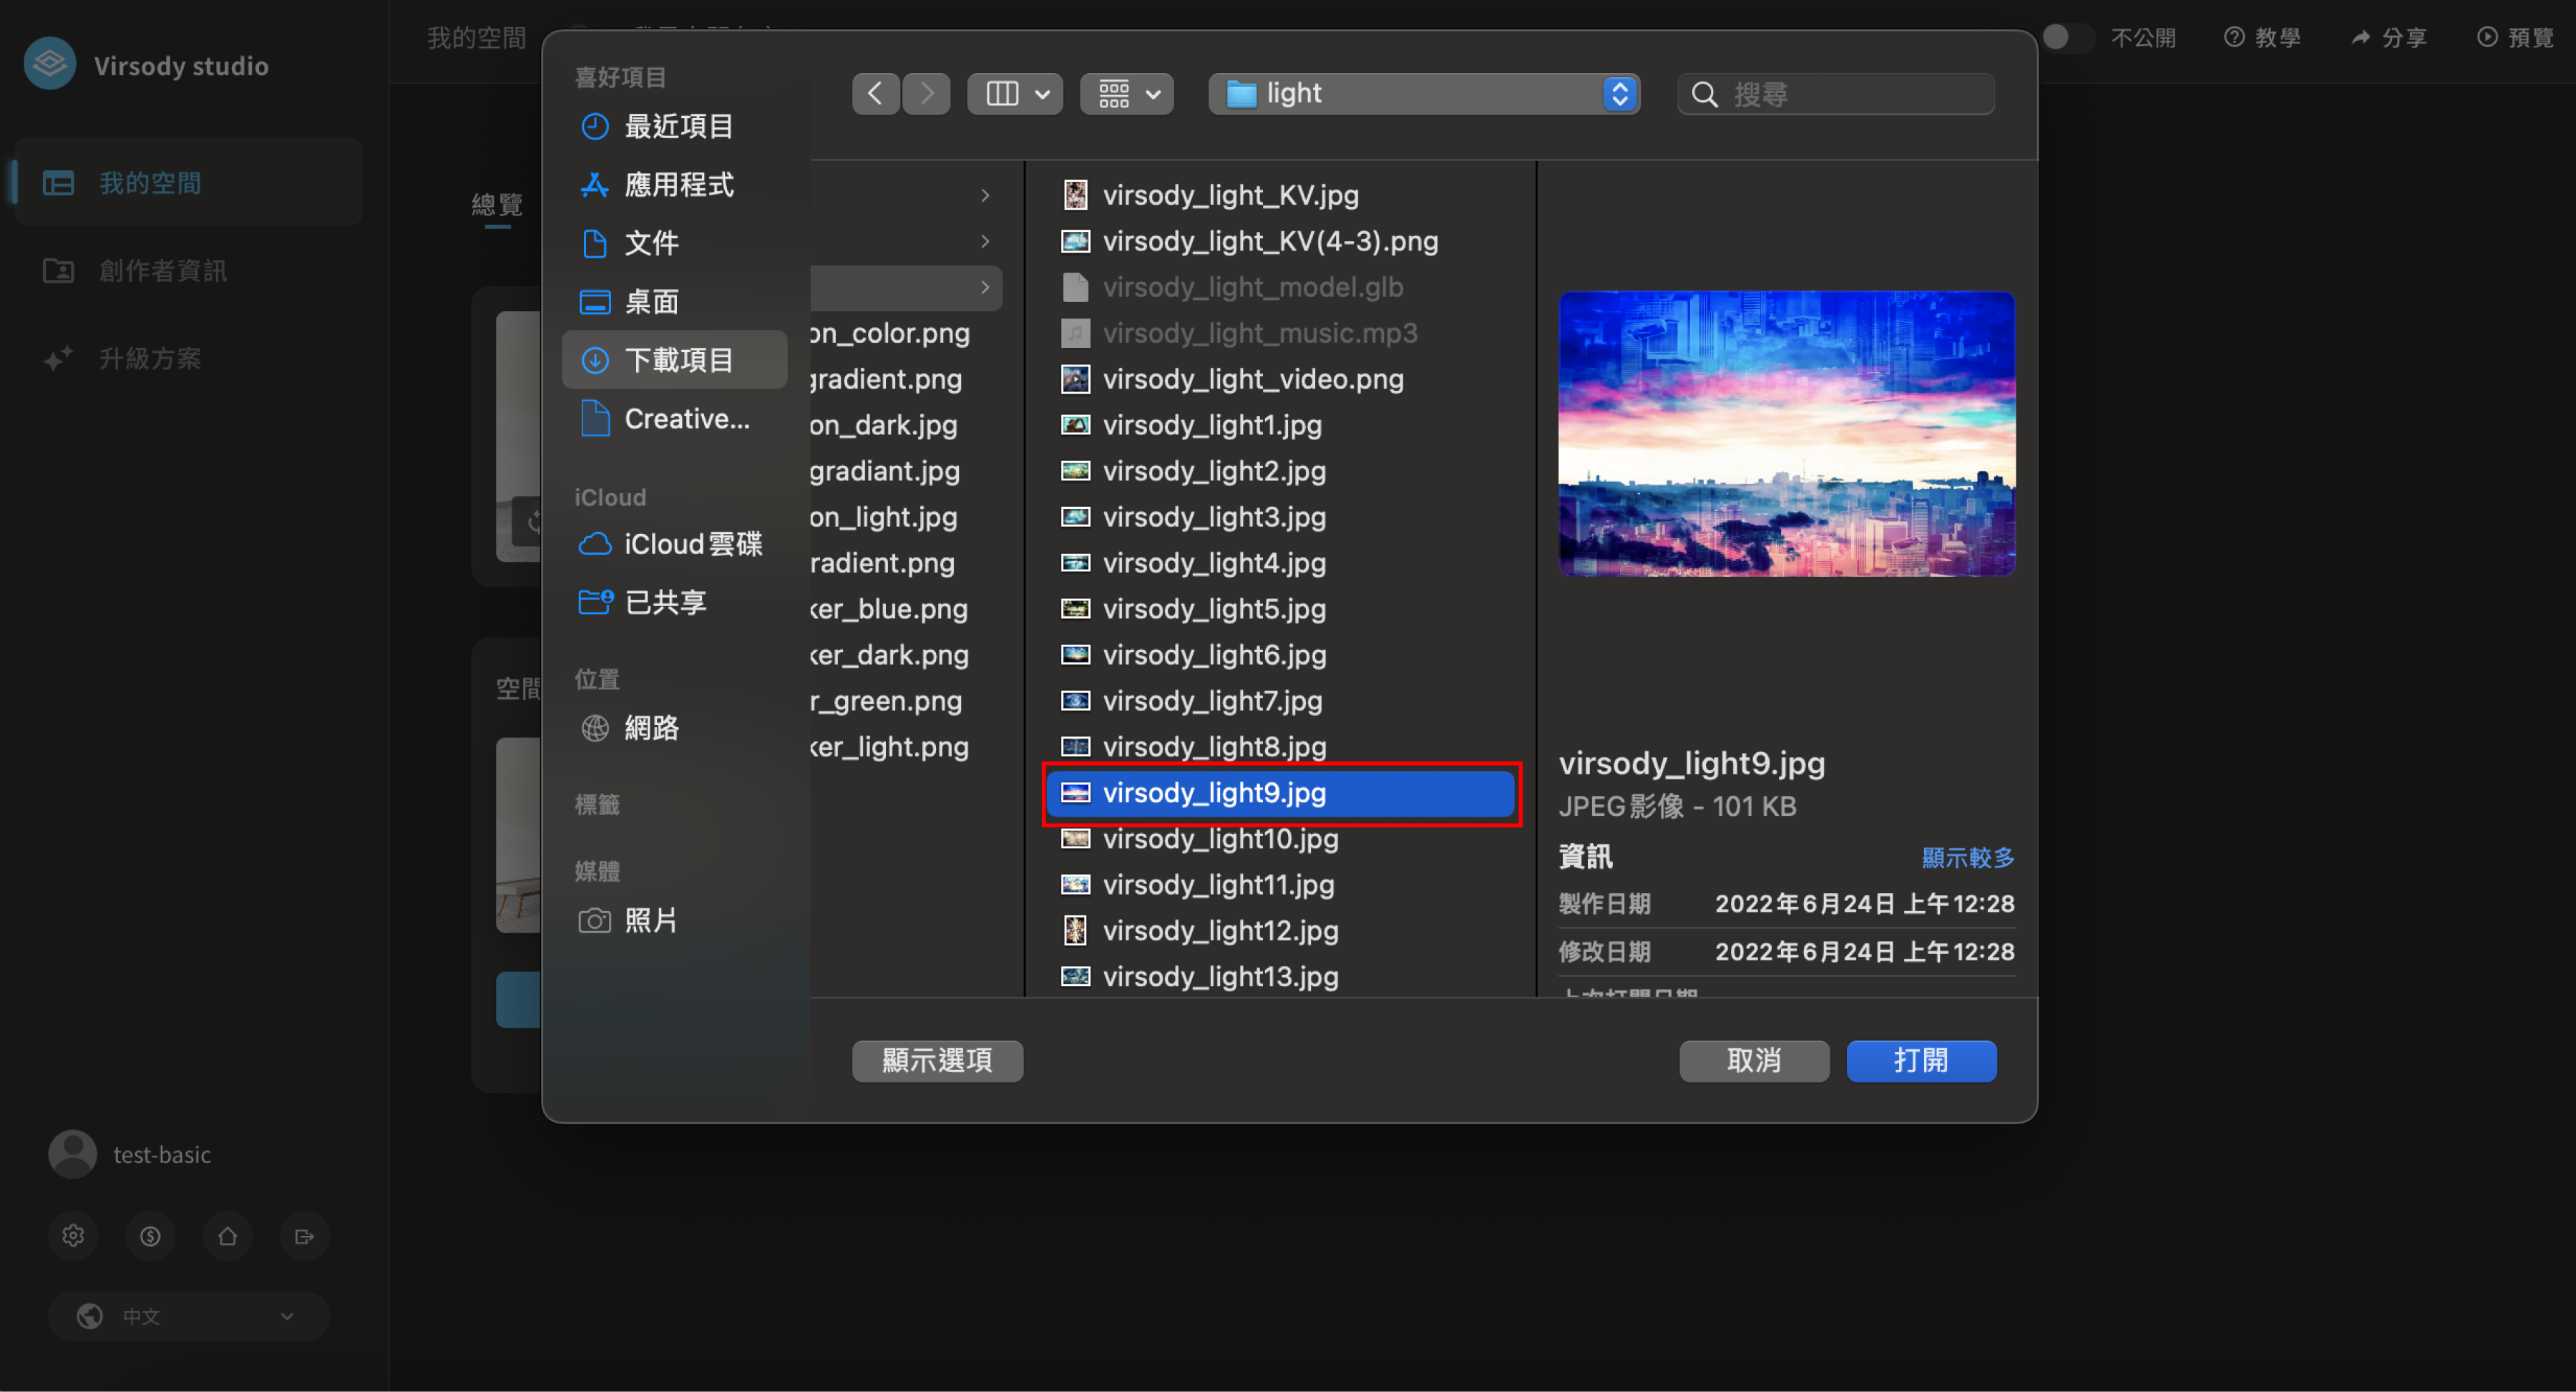 Virsody studio
我的空間
創作者資訊
升級方案
test-basic
中文
我的空間
不公開
教學
分享
預覽
總覽
空間
喜好項目
最近項目
應用程式
文件
桌面
下載項目
Creative...
iCloud
iCloud雲碟
已共享
位置
網路
標籤
媒體
照片
light
搜尋
on_color.png
gradient.png
on_dark.jpg
gradiant.jpg
on_light.jpg
radient.png
ker_blue.png
ker_dark.png
r_green.png
ker_light.png
virsody_light_KV.jpg
virsody_light_KV(4-3).png
virsody_light_model.glb
virsody_light_music.mp3
virsody_light_video.png
virsody_light1.jpg
virsody_light2.jpg
virsody_light3.jpg
virsody_light4.jpg
virsody_light5.jpg
virsody_light6.jpg
virsody_light7.jpg
virsody_light8.jpg
virsody_light9.jpg
virsody_light10.jpg
virsody_light11.jpg
virsody_light12.jpg
virsody_light13.jpg
virsody_light9.jpg
JPEG影像 - 101 KB
資訊 顯示較多
製作日期 2022年6月24日 上午12:28
修改日期 2022年6月24日 上午12:28
顯示選項
取消
打開